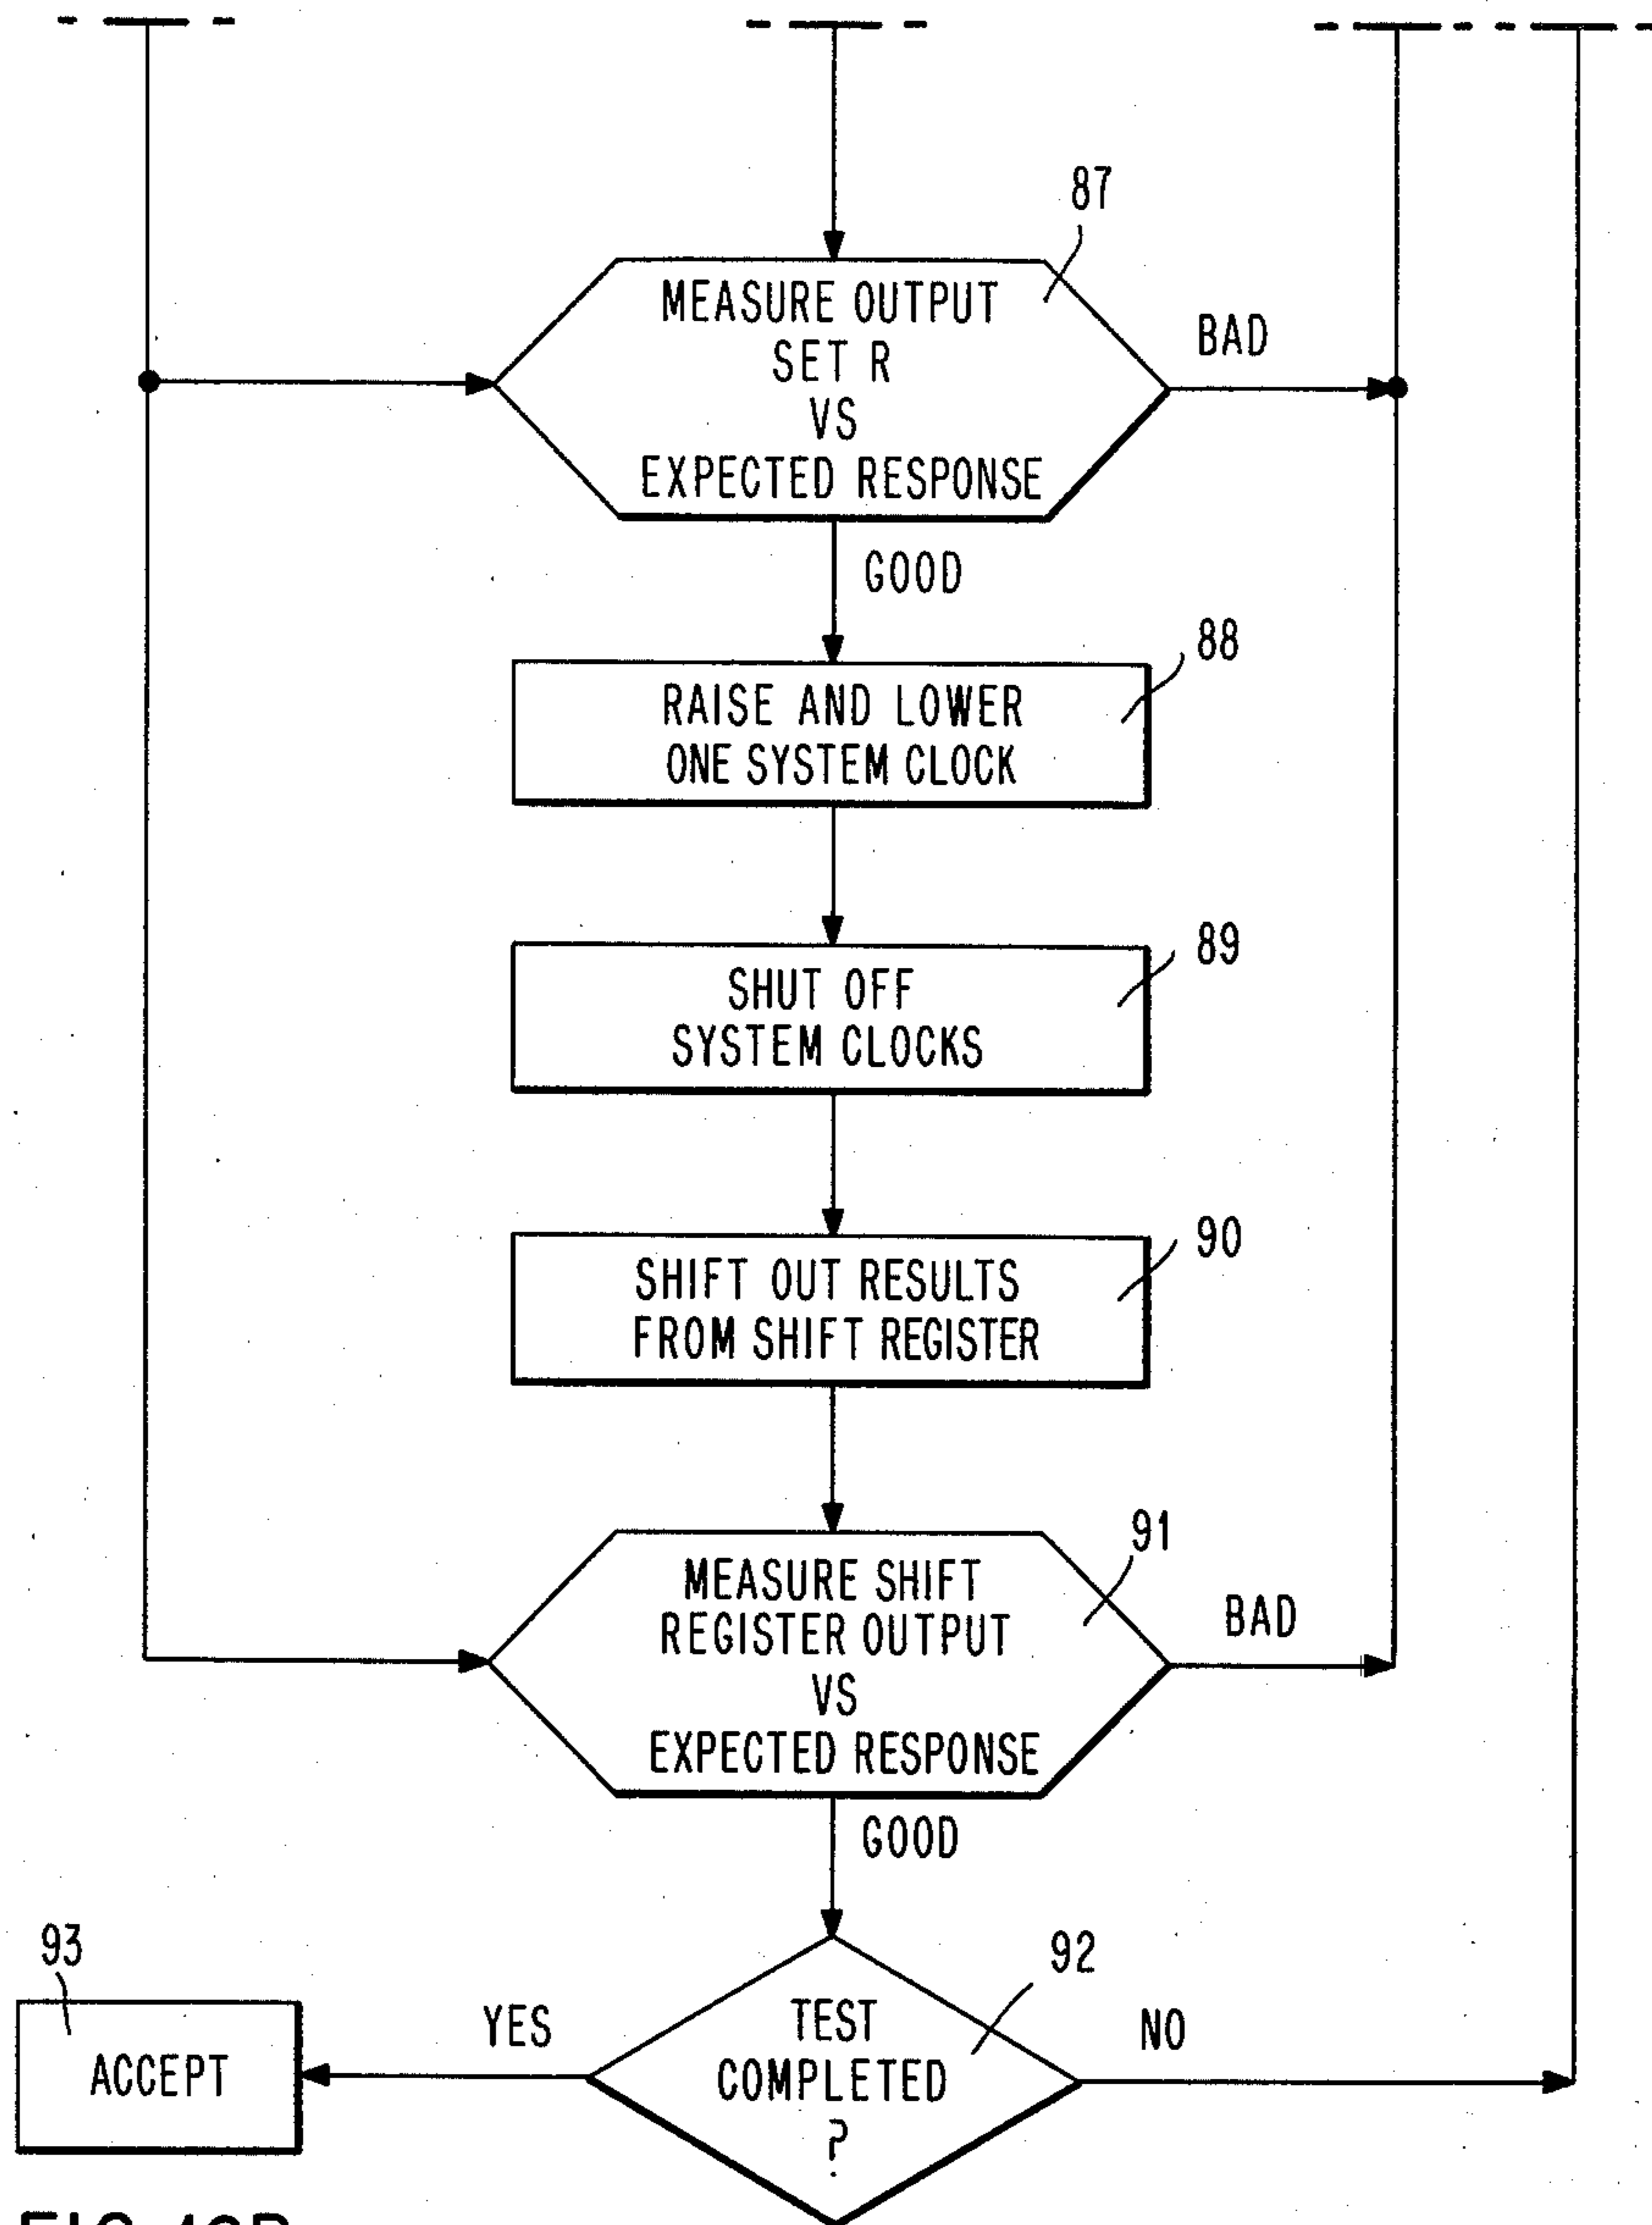 87
MEASURE OUTPUT
SET R
VS
EXPECTED RESPONSE
BAD
GOOD
88
RAISE AND LOWER
ONE SYSTEM CLOCK
89
SHUT OFF
SYSTEM CLOCKS
90
SHIFT OUT RESULTS
FROM SHIFT REGISTER
91
MEASURE SHIFT
REGISTER OUTPUT
VS
EXPECTED RESPONSE
BAD
GOOD
93
ACCEPT
YES
92
TEST
COMPLETED
?
NO